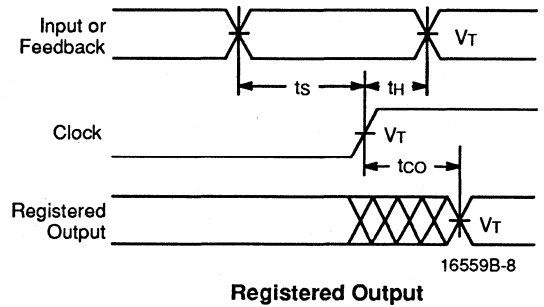 Input or
Feedback
VT
tS
tH
Clock
VT
tCO
Registered
Output
VT
16559B-8
Registered Output